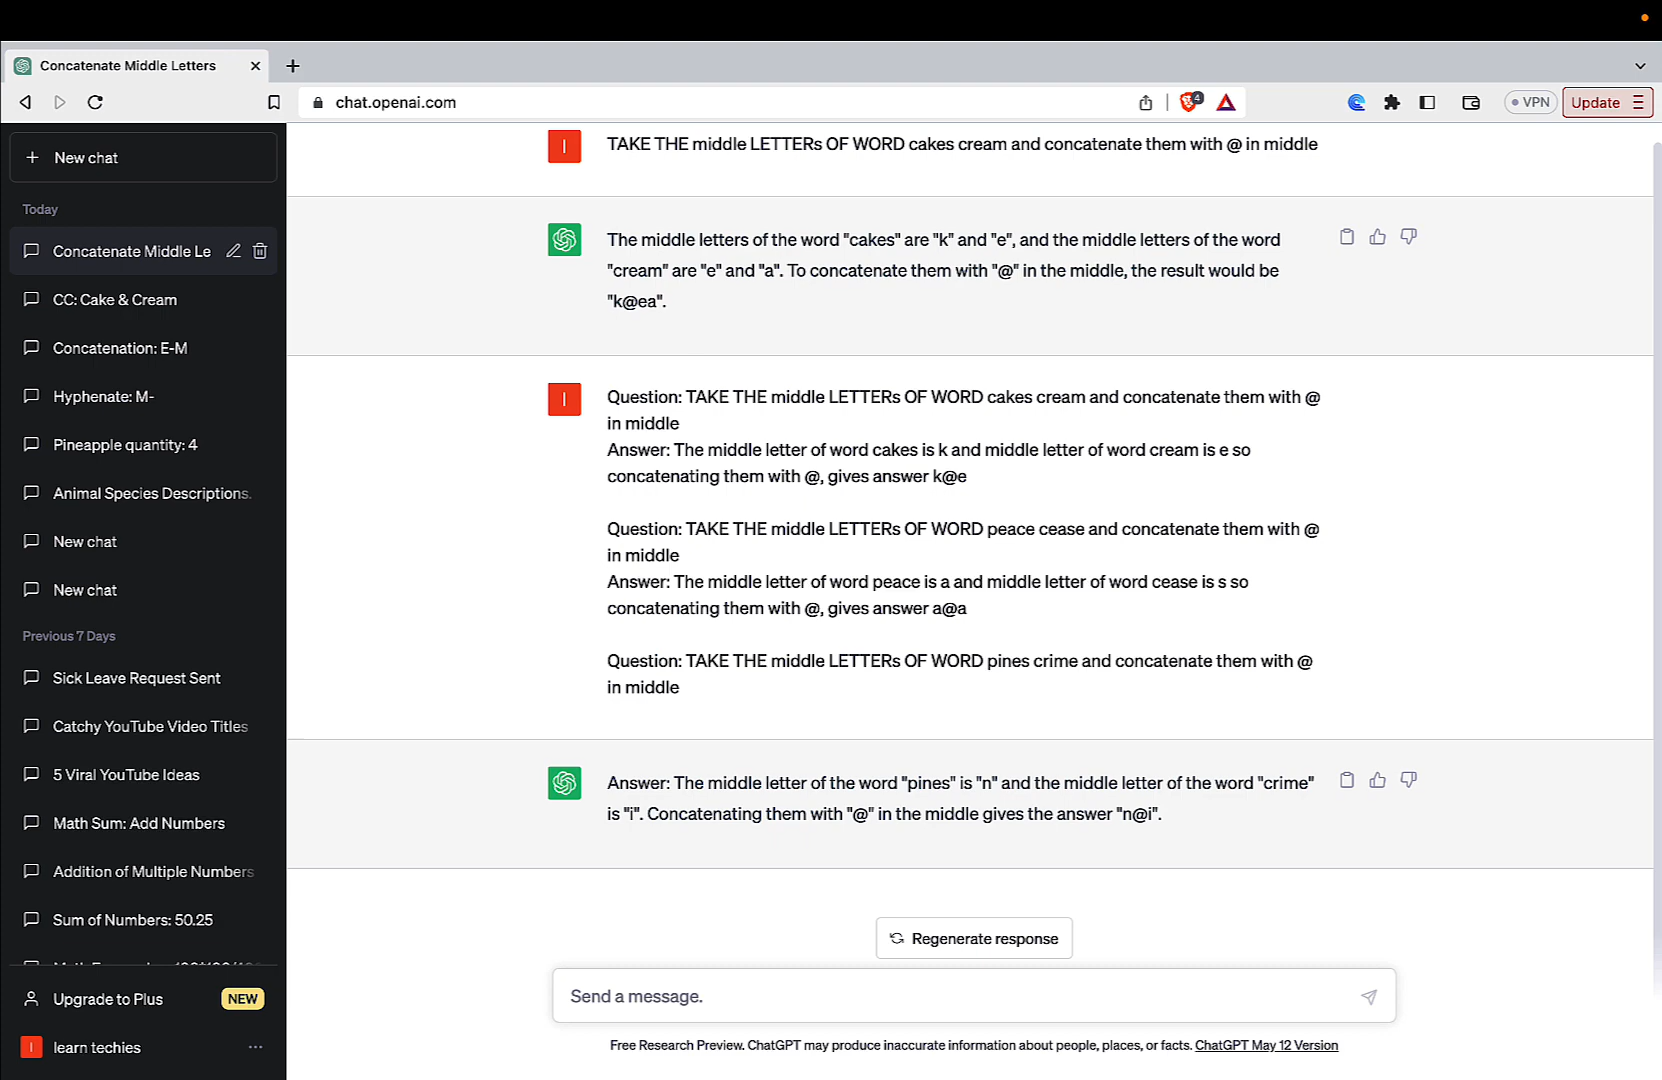 Concatenate Middle Letters
chat.openai.com
4
VPN
Update
New chat
Today
Concatenate Middle Le
CC: Cake & Cream
Concatenation: E-M
Hyphenate: M-
Pineapple quantity: 4
Animal Species Descriptions.
New chat
New chat
Previous 7 Days
Sick Leave Request Sent
Catchy YouTube Video Titles
5 Viral YouTube Ideas
Math Sum: Add Numbers
Addition of Multiple Numbers
Sum of Numbers: 50.25
Upgrade to Plus
NEW
I
learn techies
I
TAKE THE middle LETTERs OF WORD cakes cream and concatenate them with @ in middle
The middle letters of the word "cakes" are "k" and "e", and the middle letters of the word
"cream" are "e" and "a". To concatenate them with "@" in the middle, the result would be
"k@ea".
I
Question: TAKE THE middle LETTERs OF WORD cakes cream and concatenate them with @
in middle
Answer: The middle letter of word cakes is k and middle letter of word cream is e so
concatenating them with @, gives answer k@e
Question: TAKE THE middle LETTERs OF WORD peace cease and concatenate them with @
in middle
Answer: The middle letter of word peace is a and middle letter of word cease is s so
concatenating them with @, gives answer a@a
Question: TAKE THE middle LETTERs OF WORD pines crime and concatenate them with @
in middle
Answer: The middle letter of the word "pines" is "n" and the middle letter of the word "crime"
is "i". Concatenating them with "@" in the middle gives the answer "n@i".
Regenerate response
Send a message.
Free Research Preview. ChatGPT may produce inaccurate information about people, places, or facts. ChatGPT May 12 Version